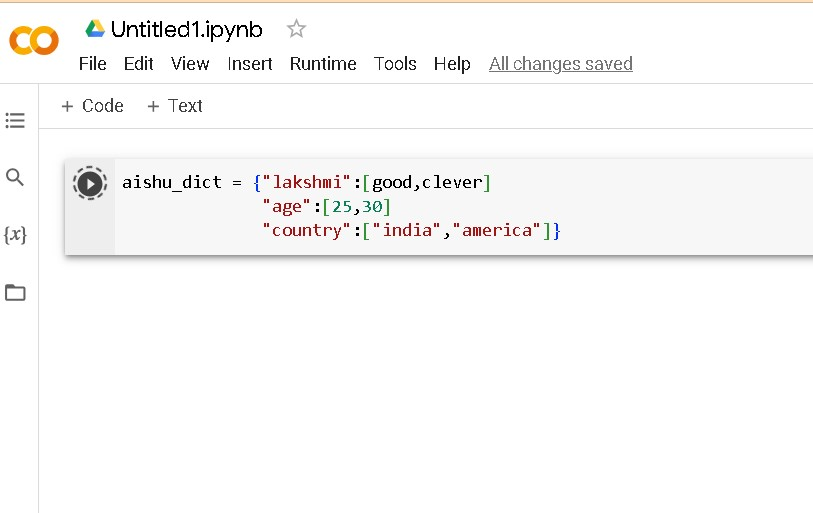 Untitled1.ipynb
File Edit View Insert Runtime Tools Help All changes saved
+ Code + Text
{x}
aishu_dict = {"lakshmi":[good,clever]
"age":[25,30]
"country":["india","america"]}